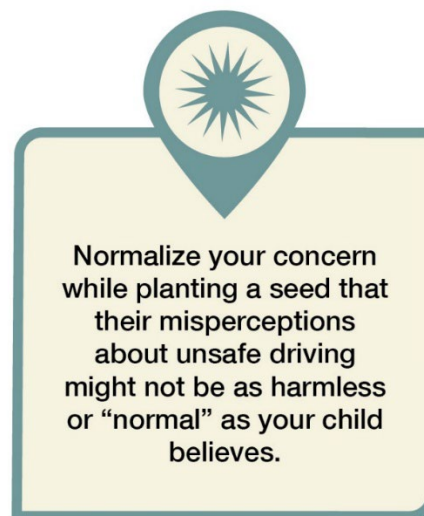 Normalize your concern
while planting a seed that
their misperceptions
about unsafe driving
might not be as harmless
or “normal” as your child
believes.